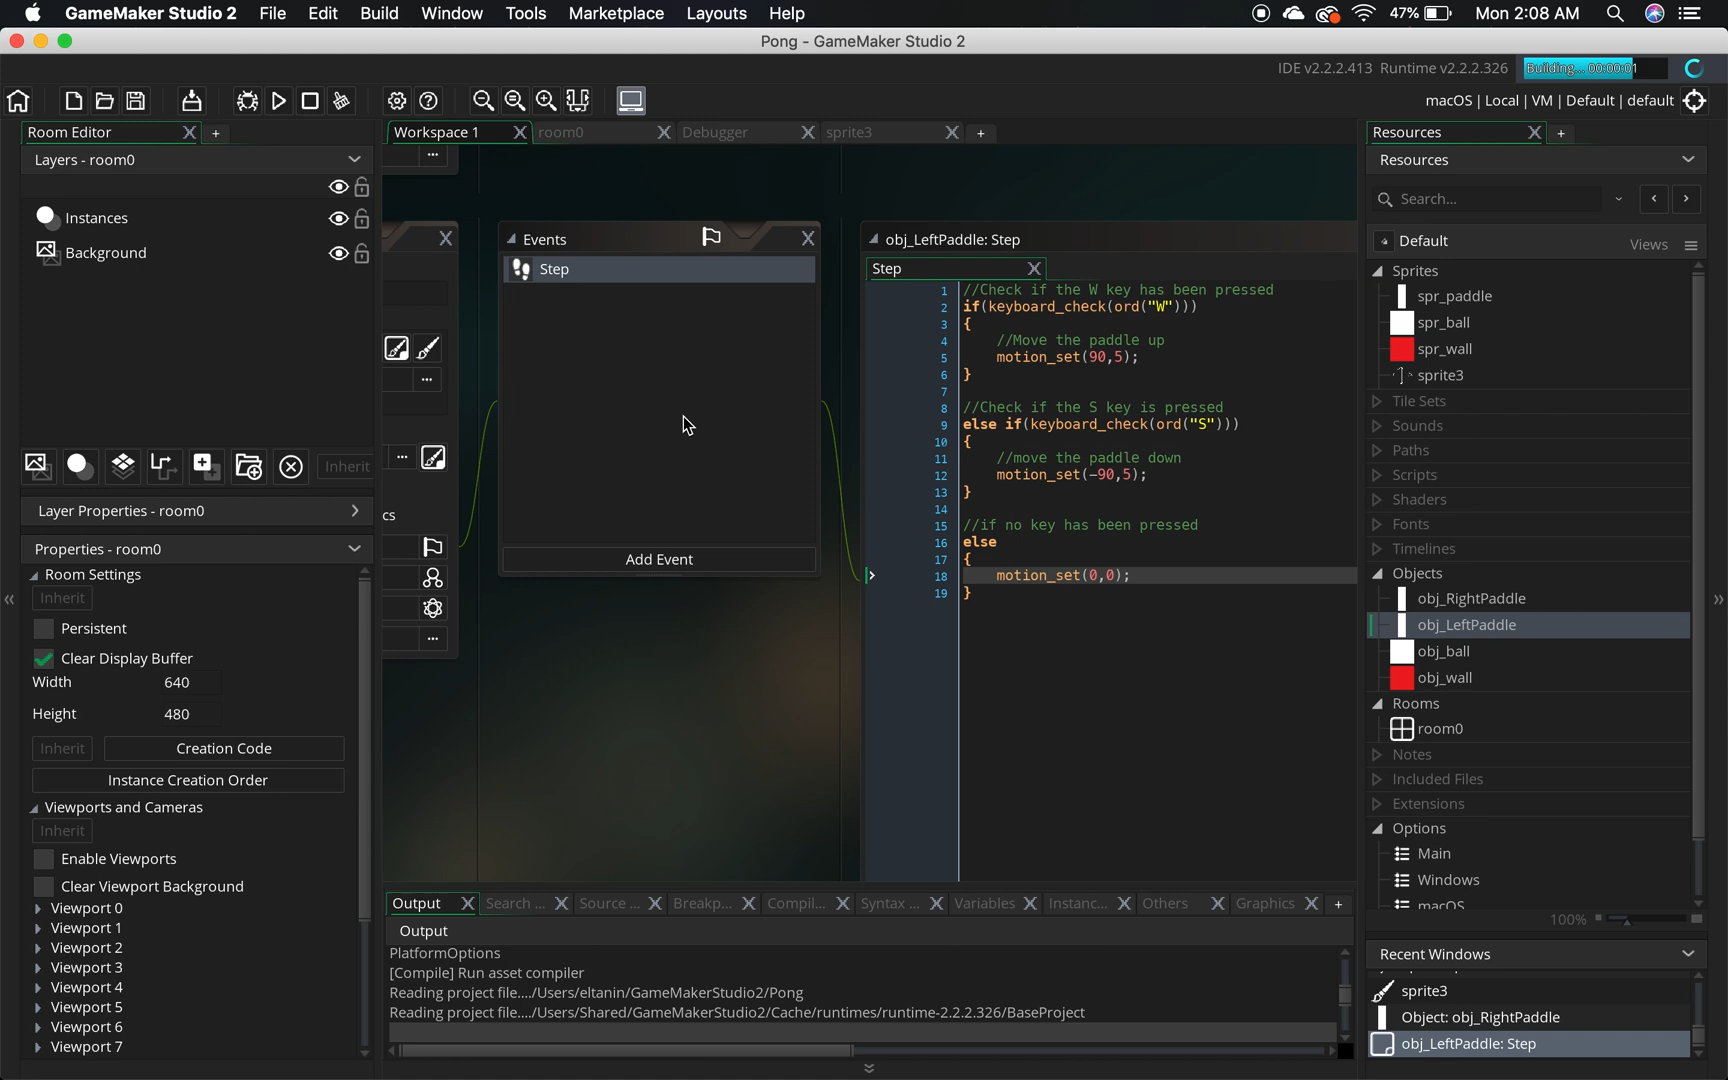 GameMaker Studio 2 File Edit Build Window Tools Marketplace Layouts Help 47% Mon 2:08 AM
Pong - GameMaker Studio 2
IDE v2.2.2.413 Runtime v2.2.2.326 Building... 00:00:01
macOS | Local | VM | Default | default
Room Editor
Layers - room0
Instances
Background
Inherit
Layer Properties - room0
Properties - room0
Room Settings
Inherit
Persistent
Clear Display Buffer
Width 640
Height 480
Inherit Creation Code
Instance Creation Order
Viewports and Cameras
Inherit
Enable Viewports
Clear Viewport Background
Viewport 0
Viewport 1
Viewport 2
Viewport 3
Viewport 4
Viewport 5
Viewport 6
Viewport 7
Workspace 1 room0 Debugger sprite3
cs
Events
Step
Add Event
obj_LeftPaddle: Step
Step
1 //Check if the W key has been pressed
2 if(keyboard_check(ord("W")))
3 {
4 //Move the paddle up
5 motion_set(90,5);
6 }
7
8 //Check if the S key is pressed
9 else if(keyboard_check(ord("S")))
10 {
11 //move the paddle down
12 motion_set(-90,5);
13 }
14
15 //if no key has been pressed
16 else
17 {
18 motion_set(0,0);
19 }
Output Search ... Source ... Breakp... Compil... Syntax ... Variables Instanc... Others Graphics
Output
PlatformOptions
[Compile] Run asset compiler
Reading project file..../Users/eltanin/GameMakerStudio2/Pong
Reading project file..../Users/Shared/GameMakerStudio2/Cache/runtimes/runtime-2.2.2.326/BaseProject
Resources
Resources
Search...
Default Views
Sprites
spr_paddle
spr_ball
spr_wall
sprite3
Tile Sets
Sounds
Paths
Scripts
Shaders
Fonts
Timelines
Objects
obj_RightPaddle
obj_LeftPaddle
obj_ball
obj_wall
Rooms
room0
Notes
Included Files
Extensions
Options
Main
Windows
macOS
100%
Recent Windows
sprite3
Object: obj_RightPaddle
obj_LeftPaddle: Step